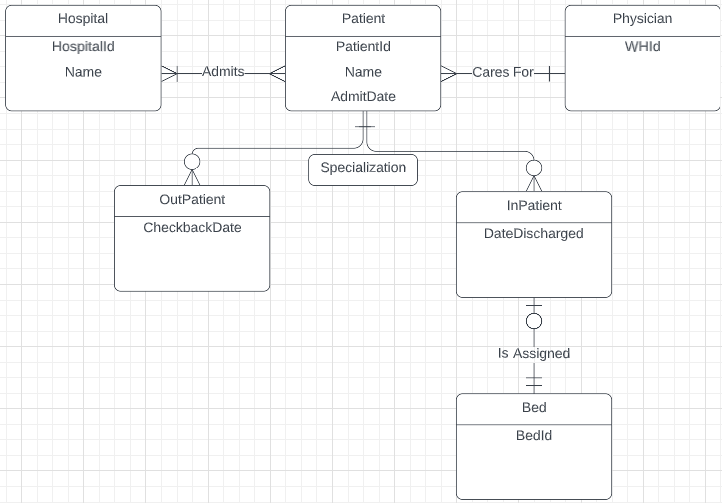 Hospital
HospitalId
Name
Admits
Patient
PatientId
Name
AdmitDate
Cares For
Physician
WHId
Specialization
OutPatient
CheckbackDate
InPatient
DateDischarged
Is Assigned
Bed
BedId